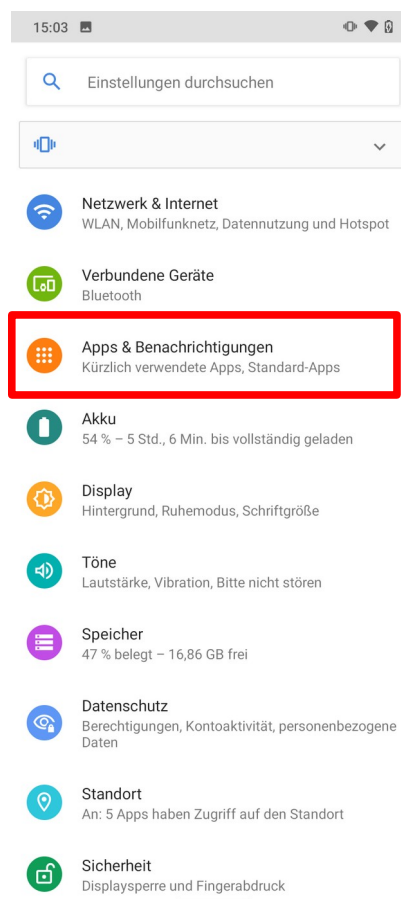 15:03
Einstellungen durchsuchen
Netzwerk & Internet
WLAN, Mobilfunknetz, Datennutzung und Hotspot
Verbundene Geräte
Bluetooth
Apps & Benachrichtigungen
Kürzlich verwendete Apps, Standard-Apps
Akku
54 % – 5 Std., 6 Min. bis vollständig geladen
Display
Hintergrund, Ruhemodus, Schriftgröße
Töne
Lautstärke, Vibration, Bitte nicht stören
Speicher
47 % belegt – 16,86 GB frei
Datenschutz
Berechtigungen, Kontoaktivität, personenbezogene
Daten
Standort
An: 5 Apps haben Zugriff auf den Standort
Sicherheit
Displaysperre und Fingerabdruck